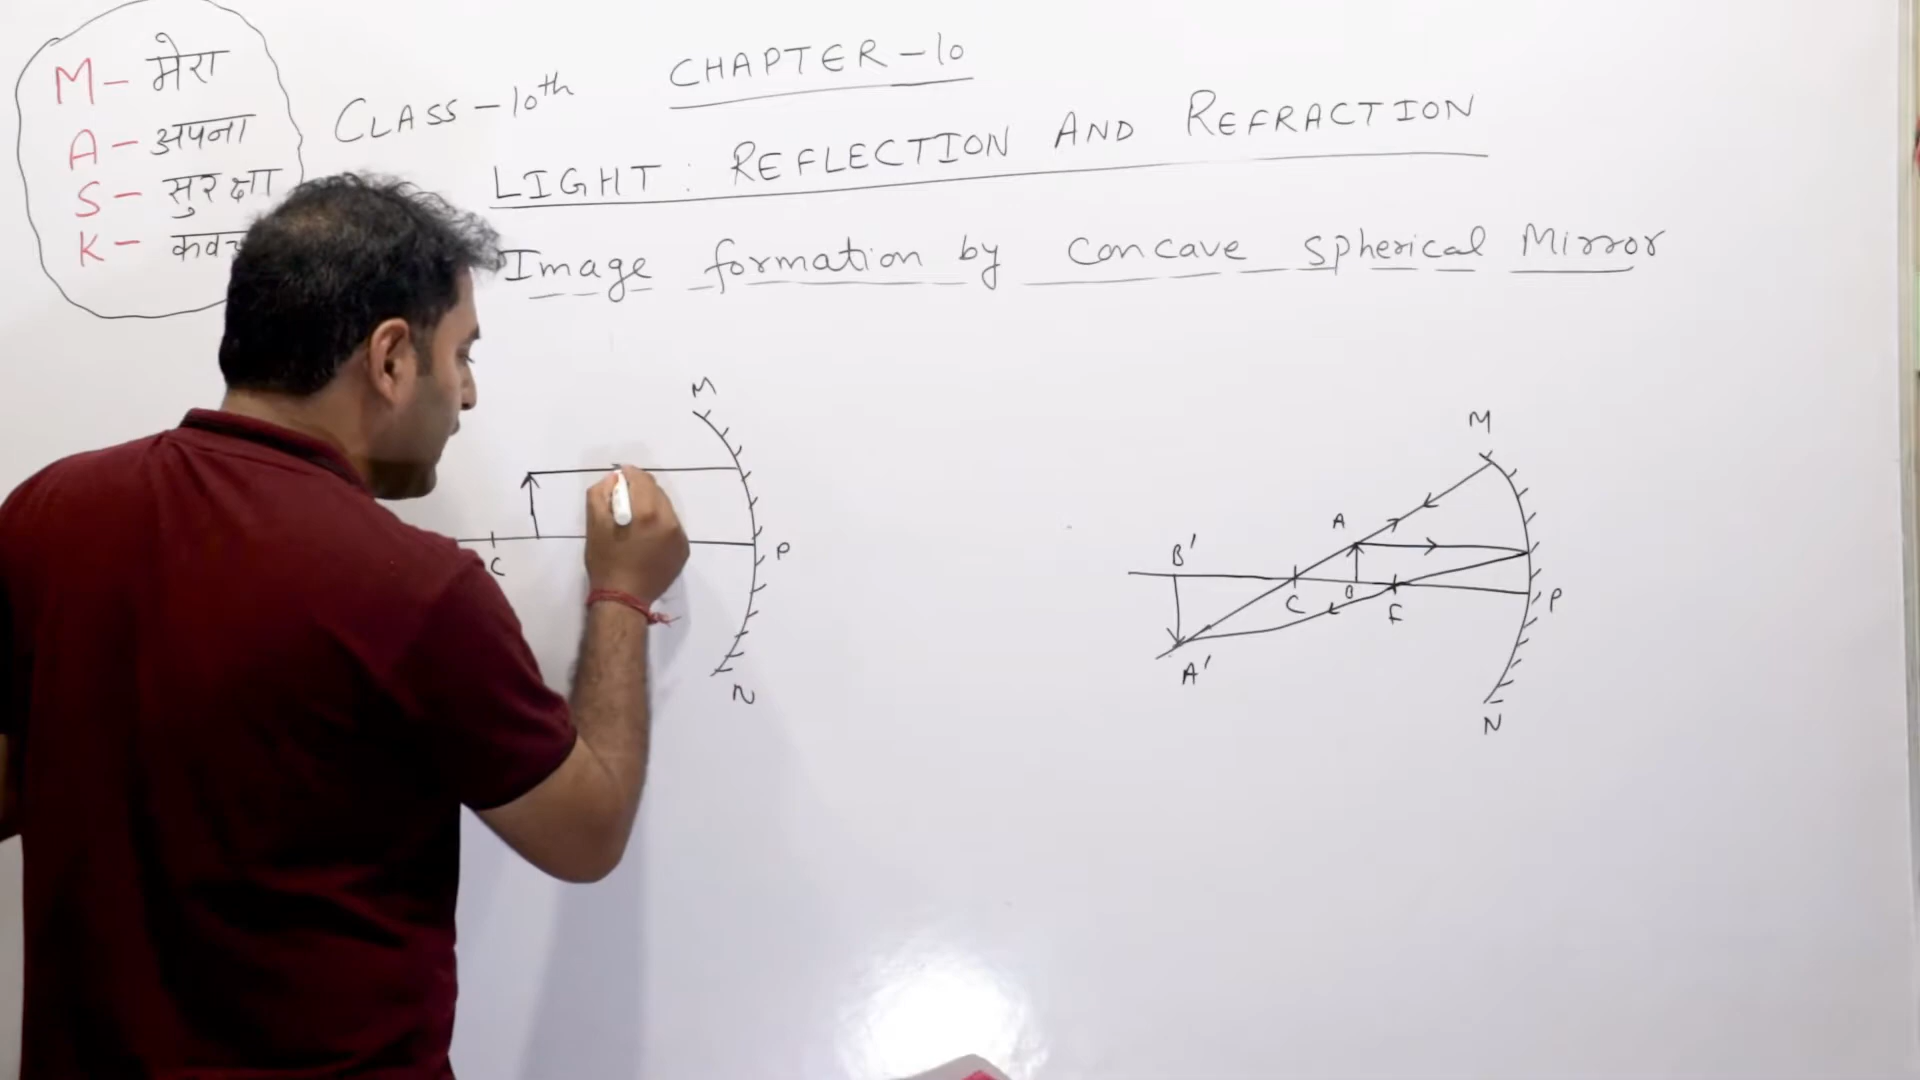 M - मेरा
A - अपना
S - सुरक्षा
K -
CLASS - 10th
CHAPTER - 10
LIGHT : REFLECTION AND REFRACTION
Image formation by Concave Spherical Mirror
M
C
P
N
M
A
B'
C
B
F
P
A'
N